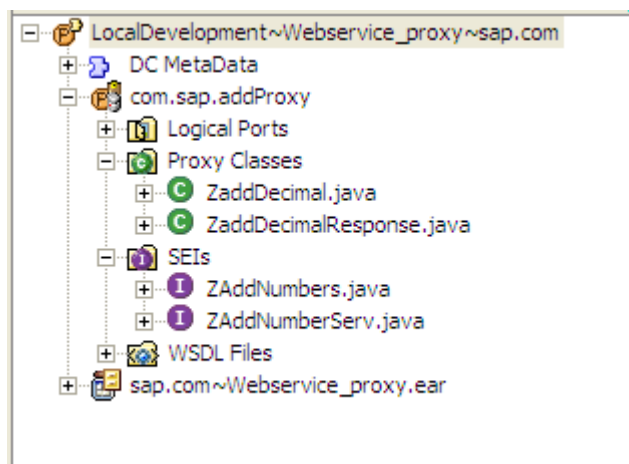 LocalDevelopment~Webservice_proxy~sap.com
DC MetaData
com.sap.addProxy
Logical Ports
Proxy Classes
ZaddDecimal.java
ZaddDecimalResponse.java
SEIs
ZAddNumbers.java
ZAddNumberServ.java
WSDL Files
sap.com~Webservice_proxy.ear